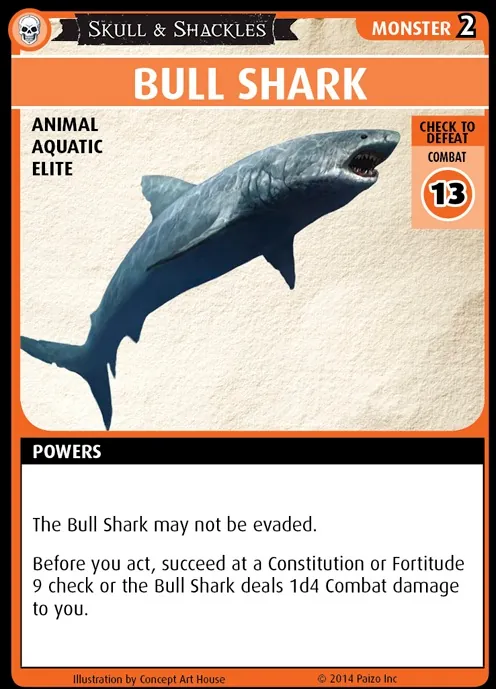 SKULL & SHACKLES
MONSTER 2
BULL SHARK
ANIMAL
AQUATIC
ELITE
CHECK TO
DEFEAT
COMBAT
13
POWERS
The Bull Shark may not be evaded.
Before you act, succeed at a Constitution or Fortitude
9 check or the Bull Shark deals 1d4 Combat damage
to you.
Illustration by Concept Art House © 2014 Paizo Inc